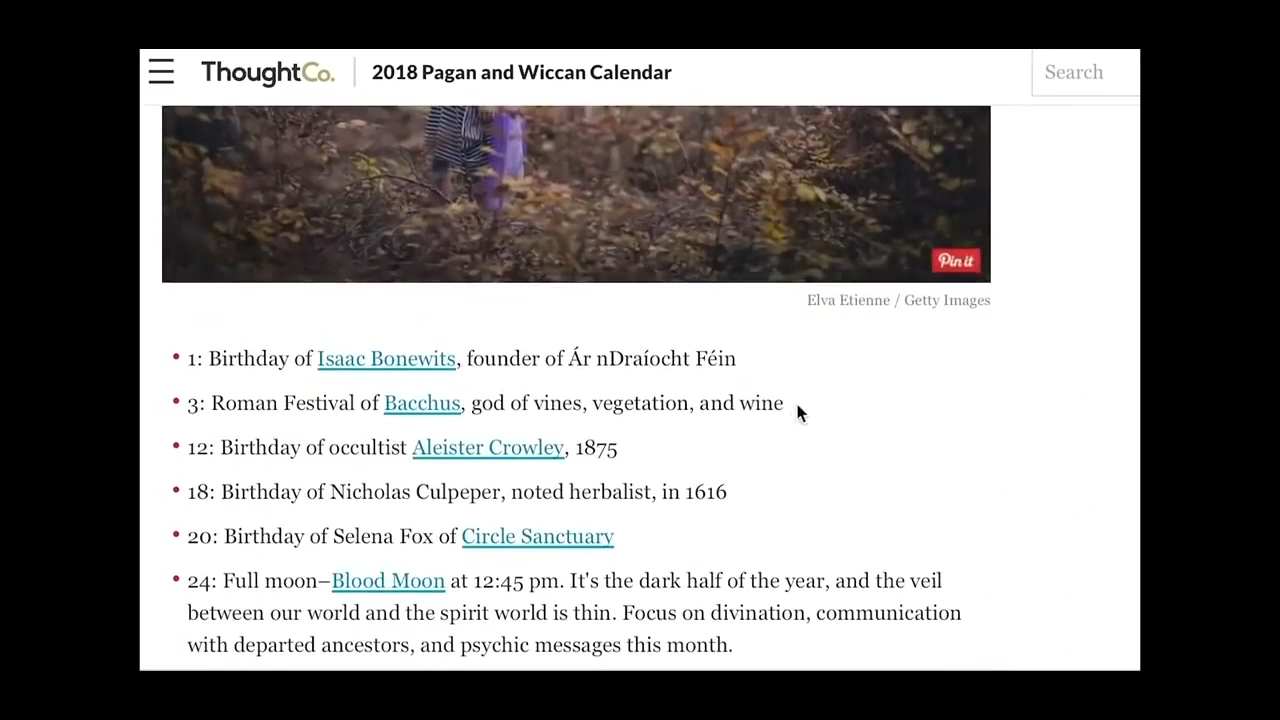 ThoughtCo. 2018 Pagan and Wiccan Calendar Search
Pin it
Elva Etienne / Getty Images
• 1: Birthday of Isaac Bonewits, founder of Ár nDraíocht Féin
• 3: Roman Festival of Bacchus, god of vines, vegetation, and wine
• 12: Birthday of occultist Aleister Crowley, 1875
• 18: Birthday of Nicholas Culpeper, noted herbalist, in 1616
• 20: Birthday of Selena Fox of Circle Sanctuary
• 24: Full moon–Blood Moon at 12:45 pm. It's the dark half of the year, and the veil
between our world and the spirit world is thin. Focus on divination, communication
with departed ancestors, and psychic messages this month.